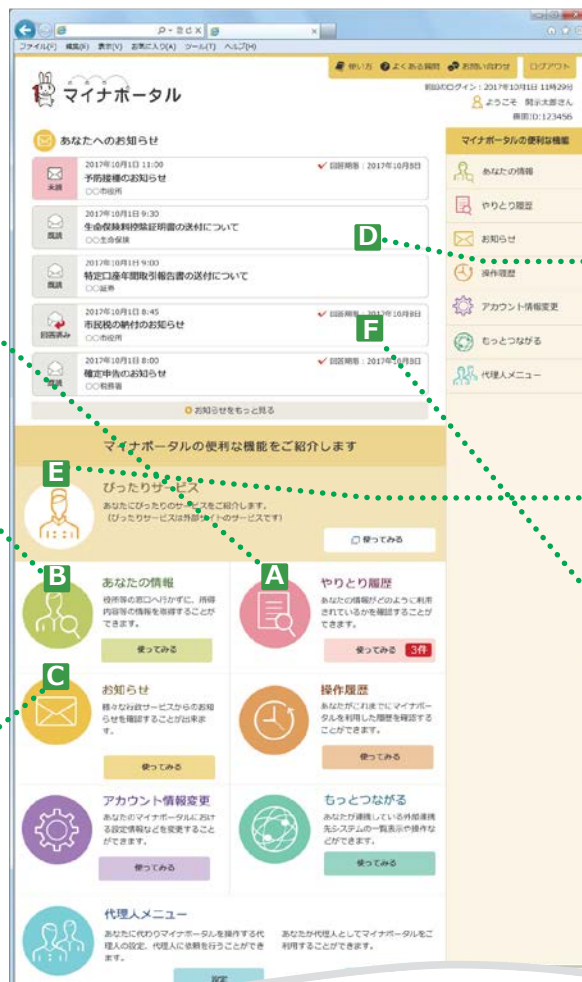 ファイル(F) 編集(E) 表示(V) お気に入り(A) ツール(T) ヘルプ(H)
使い方 よくある質問 お問い合わせ ログアウト
マイナポータル
前回のログイン：2017年10月1日 11時29分
ようこそ 開示太郎さん
あなたへのお知らせ
未読
2017年10月1日 11:00
回答期限：2017年10月8日
予防接種のお知らせ
〇〇市役所
既読
2017年10月1日 9:30
生命保険料控除証明書の送付について
〇〇生命保険
既読
2017年10月1日 9:00
特定口座年間取引報告書の送付について
〇〇証券
回答済み
2017年10月1日 8:45
市民税の納付のお知らせ
〇〇市役所
既読
2017年10月1日 8:00
回答期限：2017年10月8日
確定申告のお知らせ
〇〇税務署
お知らせをもっと見る
マイナポータルの便利な機能
あなたの情報
やりとり履歴
D
お知らせ
操作履歴
アカウント情報変更
F
もっとつながる
代理人メニュー
マイナポータルの便利な機能をご紹介します
E
ぴったりサービス
あなたにぴったりのサービスをご紹介します。
(ぴったりサービスは外部サイトのサービスです)
使ってみる
B
あなたの情報
役所等の窓口へ行かずに、所得
内容等の情報を取得することが
できます。
使ってみる
A
やりとり履歴
あなたの情報がどのように利用
されているかを確認することが
できます。
使ってみる 3件
C
お知らせ
様々な行政サービスからのお知
らせを確認することが出来ま
す。
使ってみる
操作履歴
あなたがこれまでにマイナポー
タルを利用した履歴を確認する
ことができます。
使ってみる
アカウント情報変更
あなたのマイナポータルにおけ
る設定情報などを変更すること
ができます。
使ってみる
もっとつながる
あなたが連携している外部連携
先システムの一覧表示や操作な
どができます。
使ってみる
代理人メニュー
あなたに代わりマイナポータルを操作する代
理人の設定、代理人に依頼を行うことができ
ます。
あなたが代理人としてマイナポータルをご
利用することができます。
設定